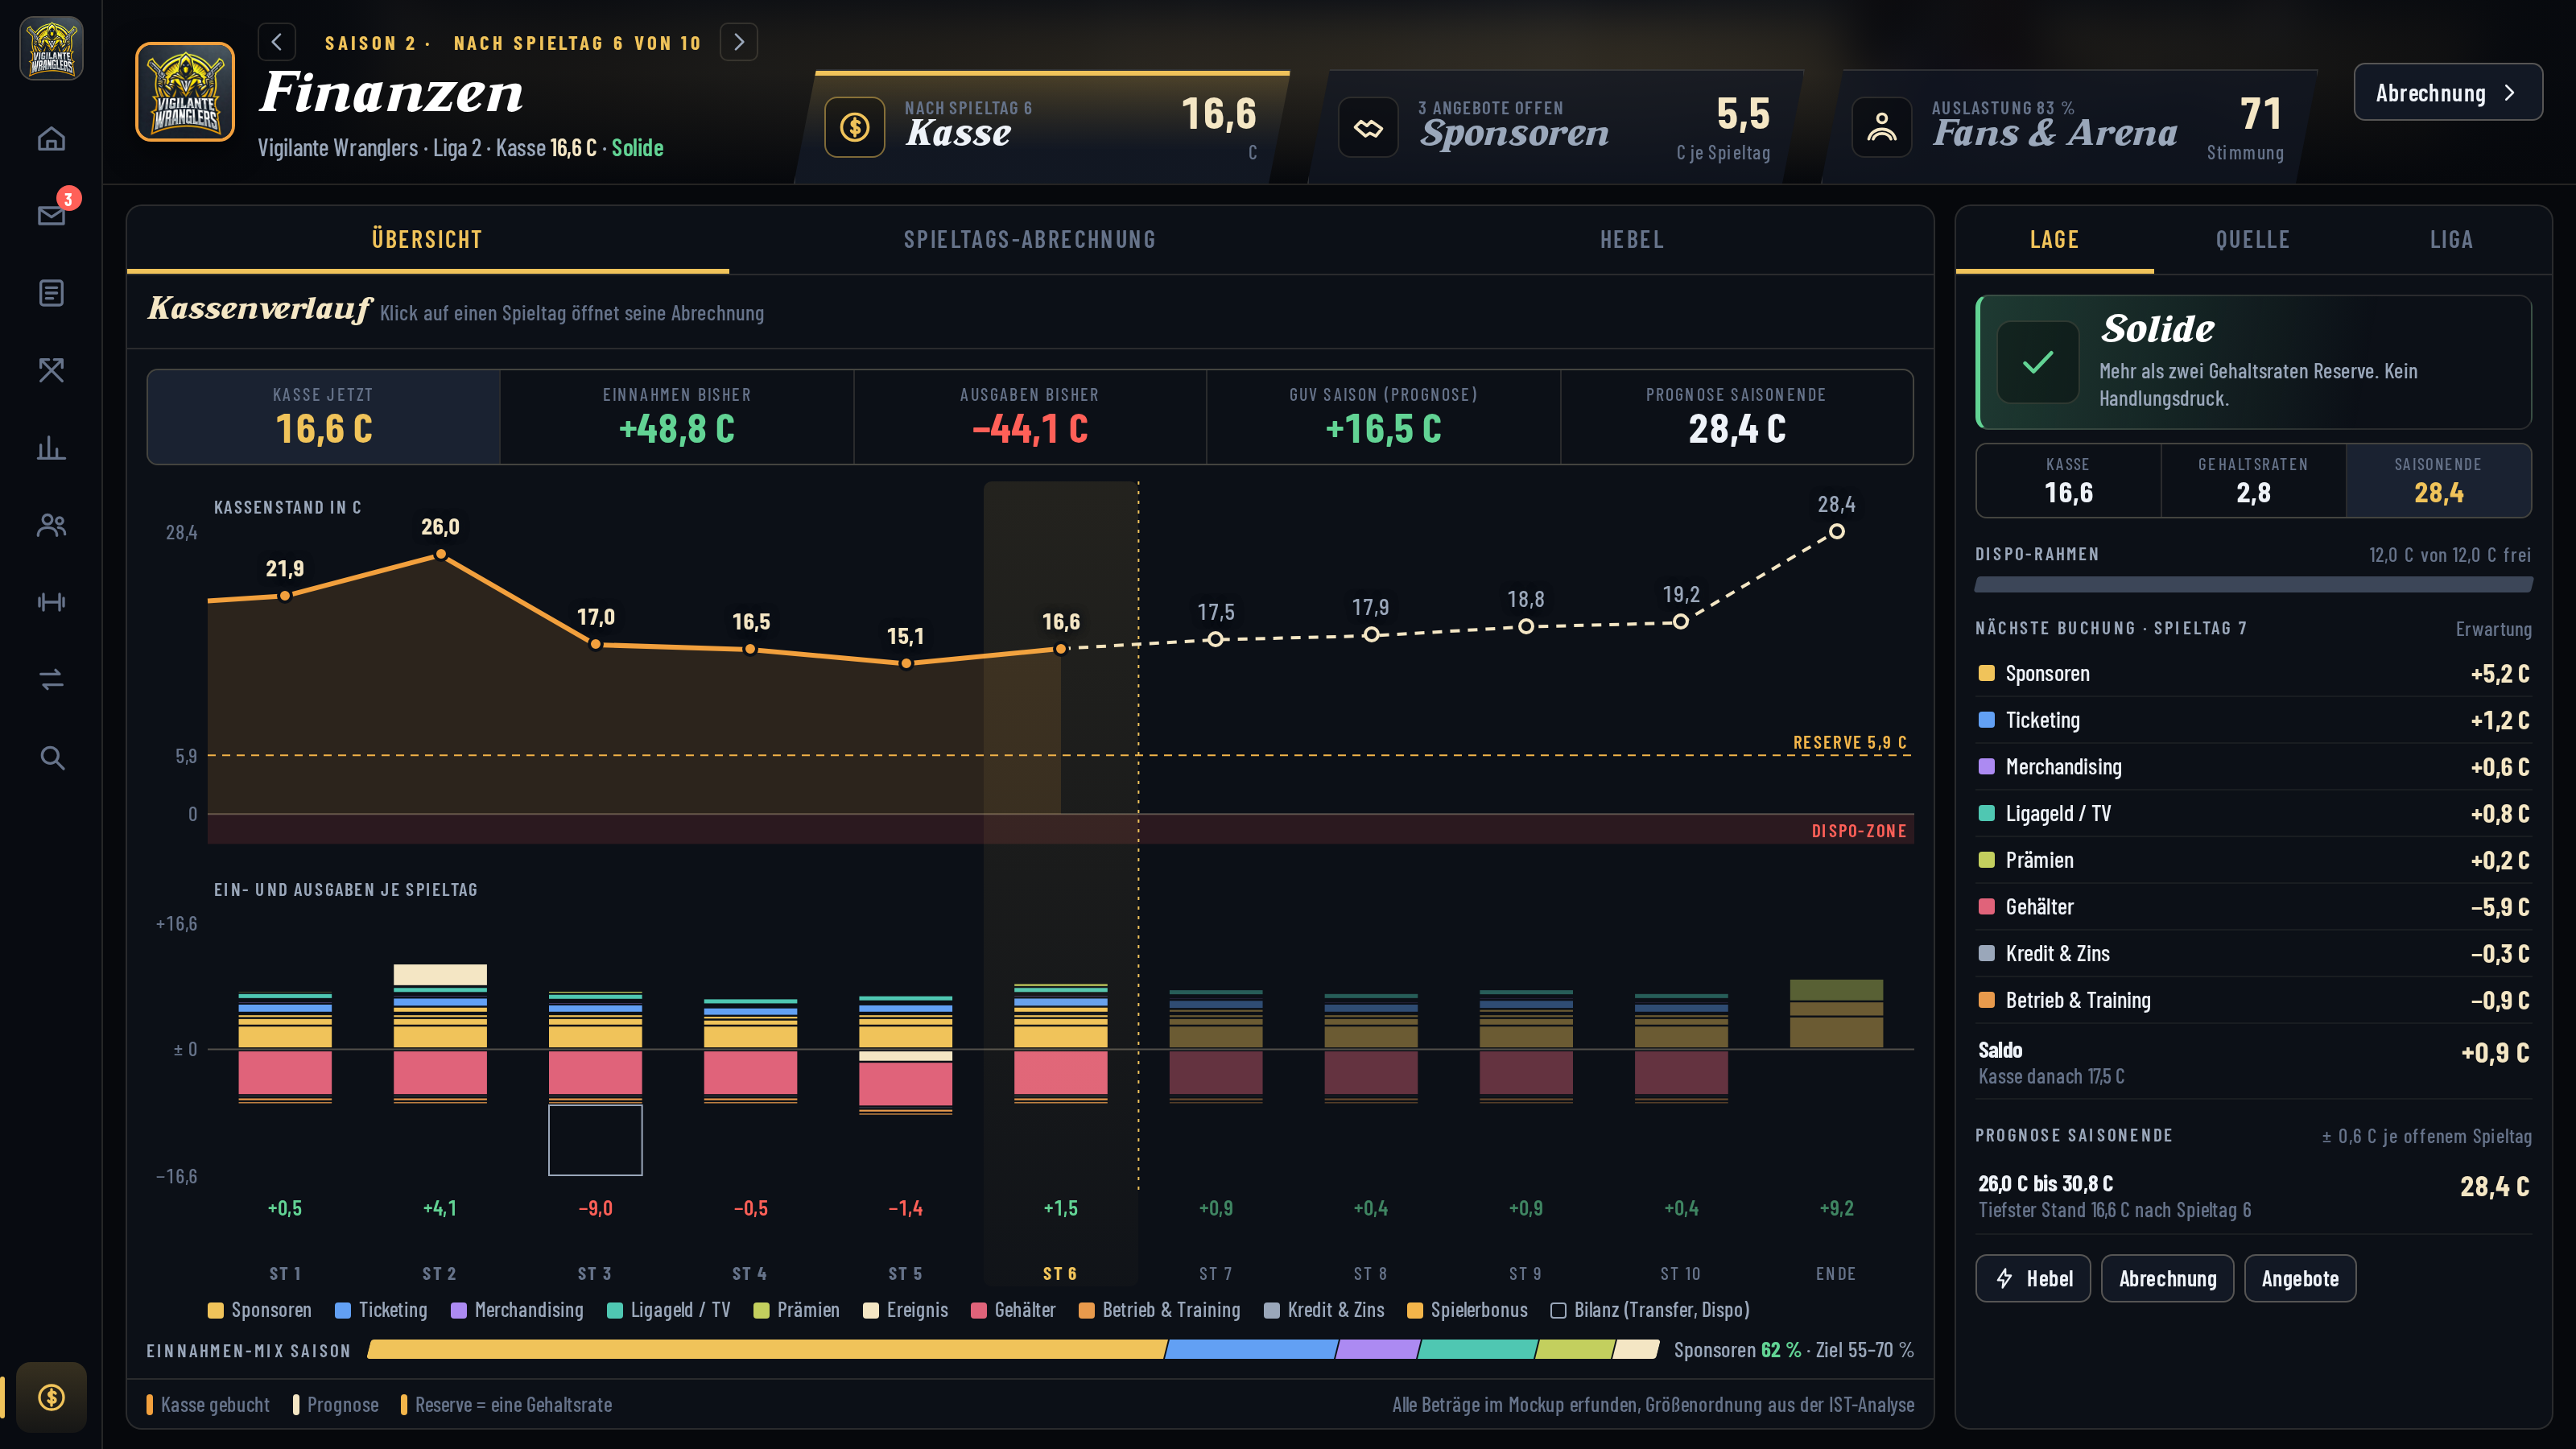 VIGILANTE
WRANGLERS
3
VIGILANTE
WRANGLERS
SAISON 2 · NACH SPIELTAG 6 VON 10
Finanzen
Vigilante Wranglers · Liga 2 · Kasse 16,6 C · Solide
NACH SPIELTAG 6
Kasse
16,6
C
3 ANGEBOTE OFFEN
Sponsoren
5,5
C je Spieltag
AUSLASTUNG 83 %
Fans & Arena
71
Stimmung
Abrechnung
ÜBERSICHT
SPIELTAGS-ABRECHNUNG
HEBEL
Kassenverlauf Klick auf einen Spieltag öffnet seine Abrechnung
KASSE JETZT
16,6 C
EINNAHMEN BISHER
+48,8 C
AUSGABEN BISHER
−44,1 C
GUV SAISON (PROGNOSE)
+16,5 C
PROGNOSE SAISONENDE
28,4 C
KASSENSTAND IN C
28,4
5,9
0
21,9
26,0
17,0
16,5
15,1
16,6
17,5
17,9
18,8
19,2
28,4
RESERVE 5,9 C
DISPO-ZONE
EIN- UND AUSGABEN JE SPIELTAG
+16,6
± 0
−16,6
+0,5
+4,1
−9,0
−0,5
−1,4
+1,5
+0,9
+0,4
+0,9
+0,4
+9,2
ST 1
ST 2
ST 3
ST 4
ST 5
ST 6
ST 7
ST 8
ST 9
ST 10
ENDE
Sponsoren Ticketing Merchandising Ligageld / TV Prämien Ereignis Gehälter Betrieb & Training Kredit & Zins Spielerbonus Bilanz (Transfer, Dispo)
EINNAHMEN-MIX SAISON
Sponsoren 62 % · Ziel 55–70 %
Kasse gebucht Prognose Reserve = eine Gehaltsrate
Alle Beträge im Mockup erfunden, Größenordnung aus der IST-Analyse
LAGE
QUELLE
LIGA
Solide
Mehr als zwei Gehaltsraten Reserve. Kein
Handlungsdruck.
KASSE
16,6
GEHALTSRATEN
2,8
SAISONENDE
28,4
DISPO-RAHMEN
12,0 C von 12,0 C frei
NÄCHSTE BUCHUNG · SPIELTAG 7
Erwartung
Sponsoren +5,2 C
Ticketing +1,2 C
Merchandising +0,6 C
Ligageld / TV +0,8 C
Prämien +0,2 C
Gehälter −5,9 C
Kredit & Zins −0,3 C
Betrieb & Training −0,9 C
Saldo +0,9 C
Kasse danach 17,5 C
PROGNOSE SAISONENDE
± 0,6 C je offenem Spieltag
26,0 C bis 30,8 C
28,4 C
Tiefster Stand 16,6 C nach Spieltag 6
Hebel
Abrechnung
Angebote